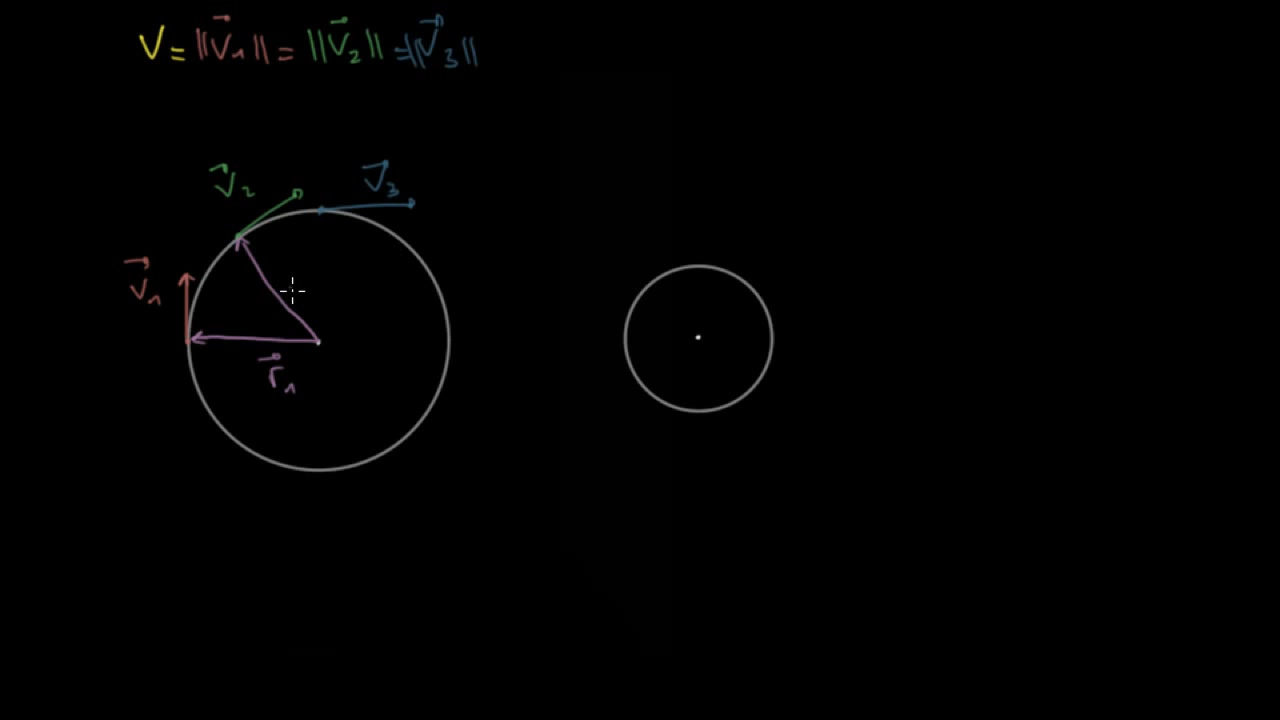 V = ||v⃗₁|| = ||v⃗₂|| = ||v⃗₃||
v⃗₂ v⃗₃
v⃗₁
r⃗₁